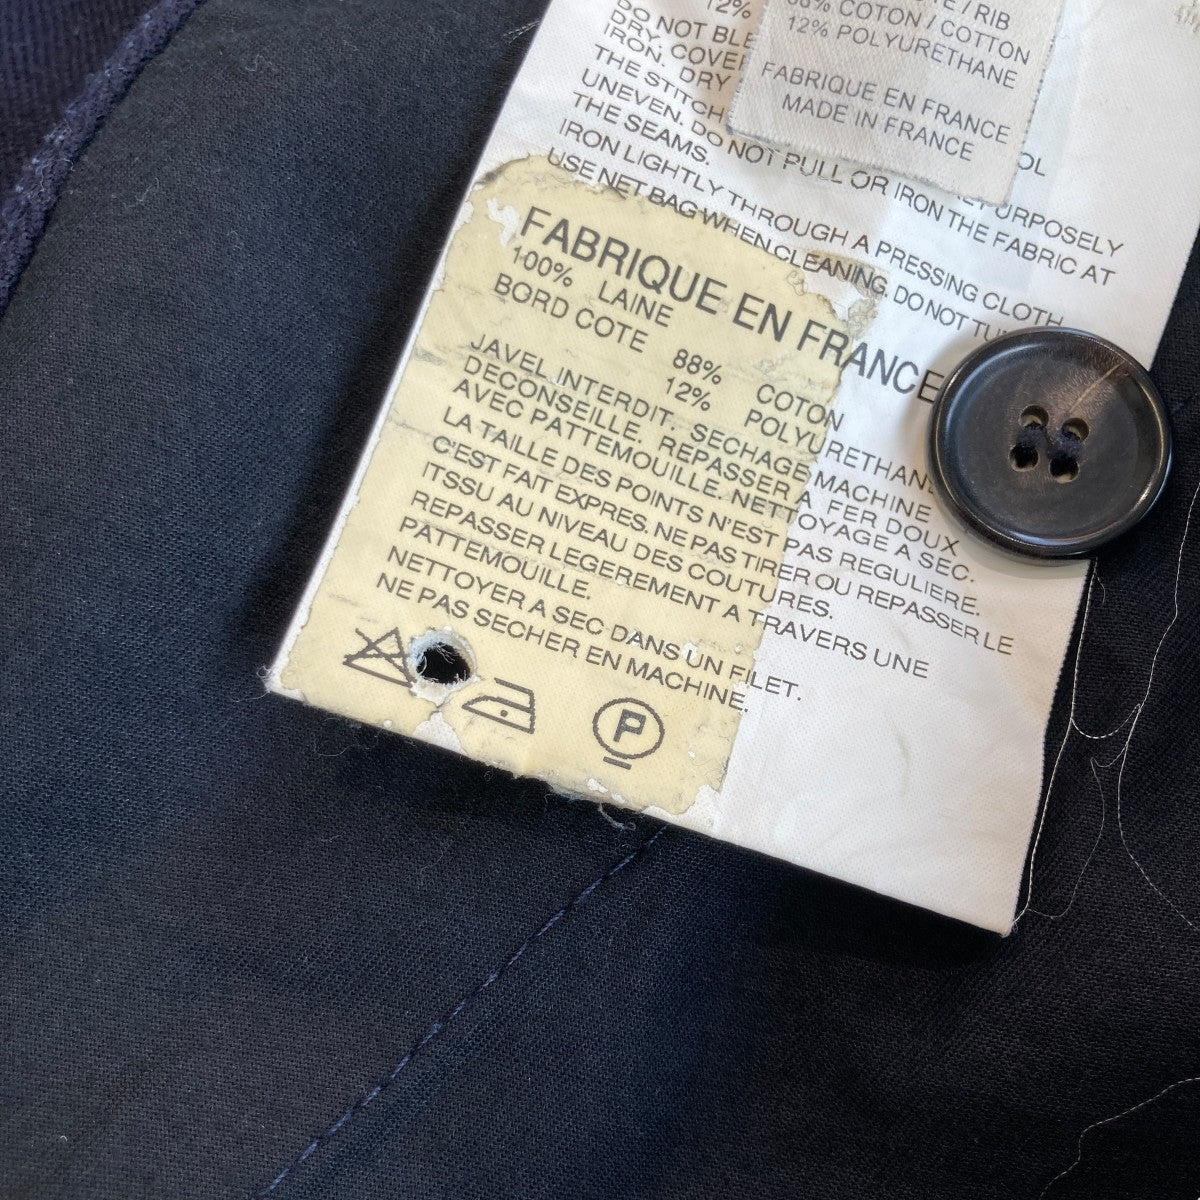 12%
DO NOT BLE
DRY. COVER
IRON. DRY
THE STITCH
UNEVEN. DO NOT PULL OR IRON THE FABRIC AT
THE SEAMS.
IRON LIGHTLY THROUGH A PRESSING CLOTH
USE NET BAG WHEN CLEANING. DO NOT TU
PURPOSELY
OL
/ RIB
88% COTON / COTTON
12% POLYURETHANE
FABRIQUE EN FRANCE
MADE IN FRANCE
FABRIQUE EN FRANCE
100% LAINE
BORD COTE 88% COTON
12% POLYURETHAN
JAVEL INTERDIT. SECHAGE MACHINE
DECONSEILLE. REPASSER A FER DOUX
AVEC PATTEMOUILLE. NETTOYAGE A SEC.
LA TAILLE DES POINTS N'EST PAS REGULIERE.
C'EST FAIT EXPRES. NE PAS TIRER OU REPASSER LE
ITSSU AU NIVEAU DES COUTURES.
REPASSER LEGEREMENT A TRAVERS UNE
PATTEMOUILLE.
NETTOYER A SEC DANS UN FILET.
NE PAS SECHER EN MACHINE.
P